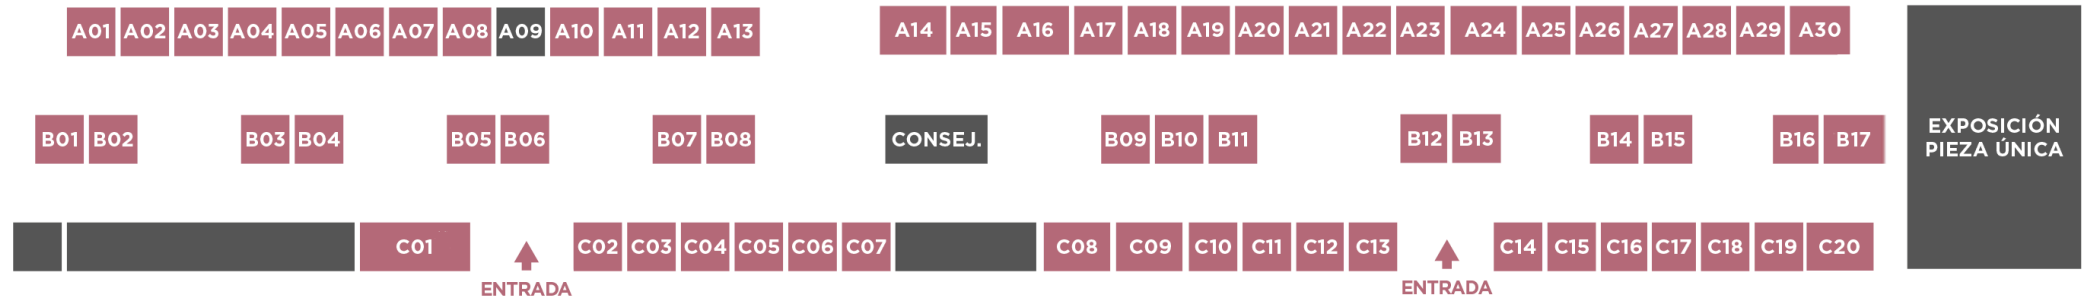 A01 A02 A03 A04 A05 A06 A07 A08 A09 A10 A11 A12 A13 A14 A15 A16 A17 A18 A19 A20 A21 A22 A23 A24 A25 A26 A27 A28 A29 A30
B01 B02 B03 B04 B05 B06 B07 B08 CONSEJ. B09 B10 B11 B12 B13 B14 B15 B16 B17
EXPOSICIÓN
PIEZA ÚNICA
C01 C02 C03 C04 C05 C06 C07 C08 C09 C10 C11 C12 C13 C14 C15 C16 C17 C18 C19 C20
ENTRADA ENTRADA